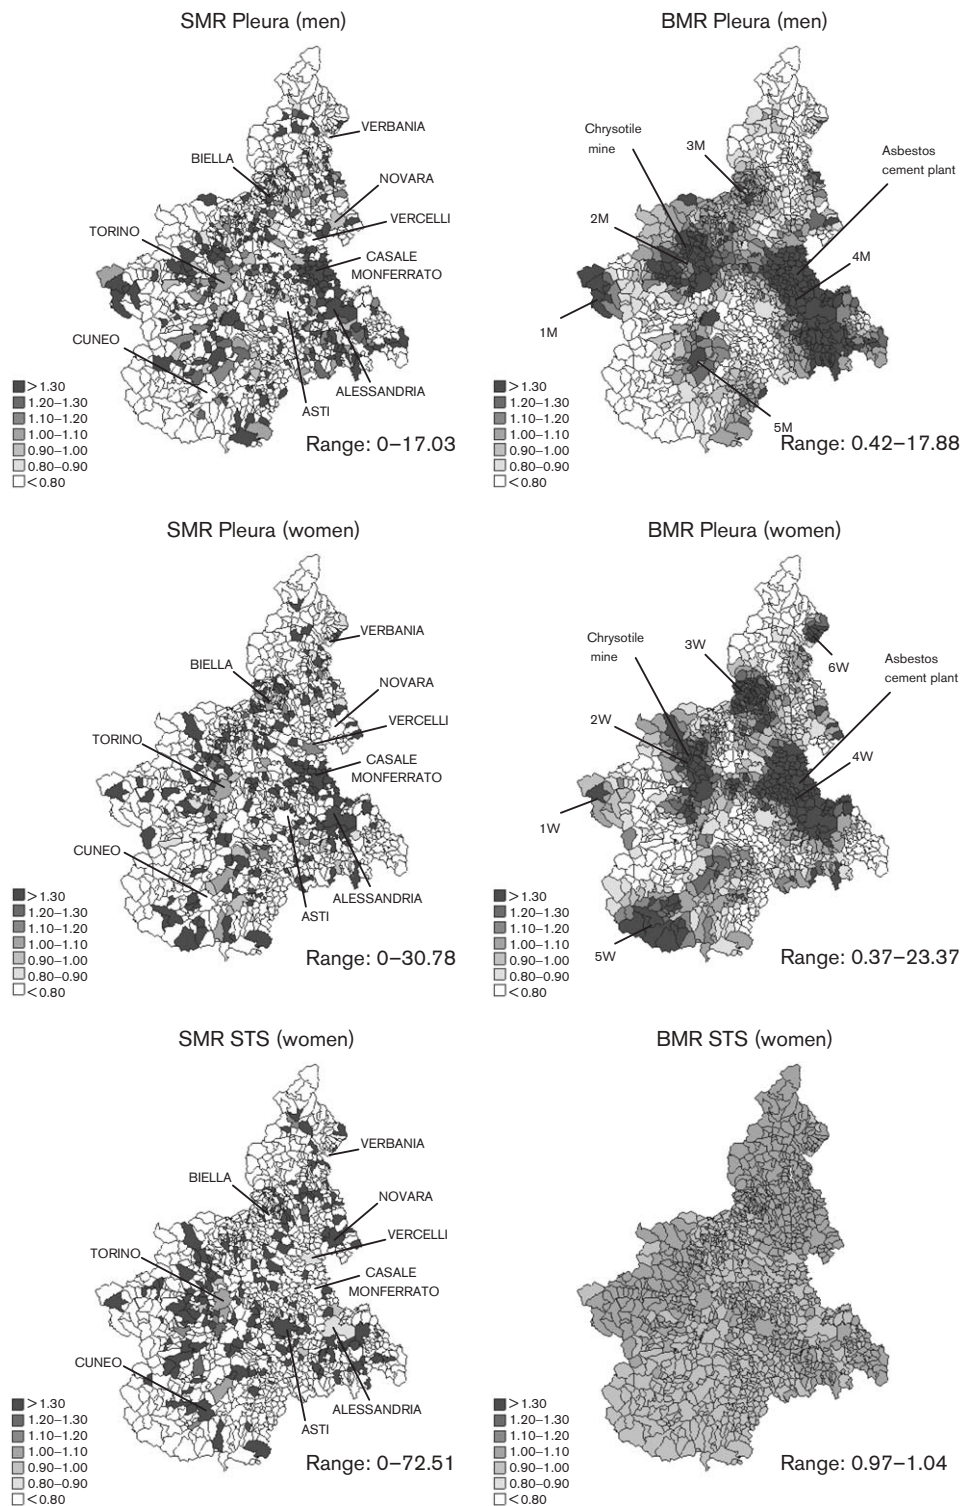 SMR Pleura (men)
VERBANIA
BIELLA
NOVARA
VERCELLI
TORINO
CASALE
MONFERRATO
CUNEO
ALESSANDRIA
ASTI
>1.30
1.20–1.30
1.10–1.20
1.00–1.10
0.90–1.00
0.80–0.90
<0.80
Range: 0–17.03
BMR Pleura (men)
Chrysotile
mine
3M
Asbestos
cement plant
2M
4M
1M
5M
>1.30
1.20–1.30
1.10–1.20
1.00–1.10
0.90–1.00
0.80–0.90
<0.80
Range: 0.42–17.88
SMR Pleura (women)
VERBANIA
BIELLA
NOVARA
VERCELLI
TORINO
CASALE
MONFERRATO
CUNEO
ALESSANDRIA
ASTI
>1.30
1.20–1.30
1.10–1.20
1.00–1.10
0.90–1.00
0.80–0.90
<0.80
Range: 0–30.78
BMR Pleura (women)
Chrysotile
mine
3W
6W
Asbestos
cement plant
2W
4W
1W
5W
>1.30
1.20–1.30
1.10–1.20
1.00–1.10
0.90–1.00
0.80–0.90
<0.80
Range: 0.37–23.37
SMR STS (women)
VERBANIA
BIELLA
NOVARA
VERCELLI
TORINO
CASALE
MONFERRATO
CUNEO
ALESSANDRIA
ASTI
>1.30
1.20–1.30
1.10–1.20
1.00–1.10
0.90–1.00
0.80–0.90
<0.80
Range: 0–72.51
BMR STS (women)
>1.30
1.20–1.30
1.10–1.20
1.00–1.10
0.90–1.00
0.80–0.90
<0.80
Range: 0.97–1.04